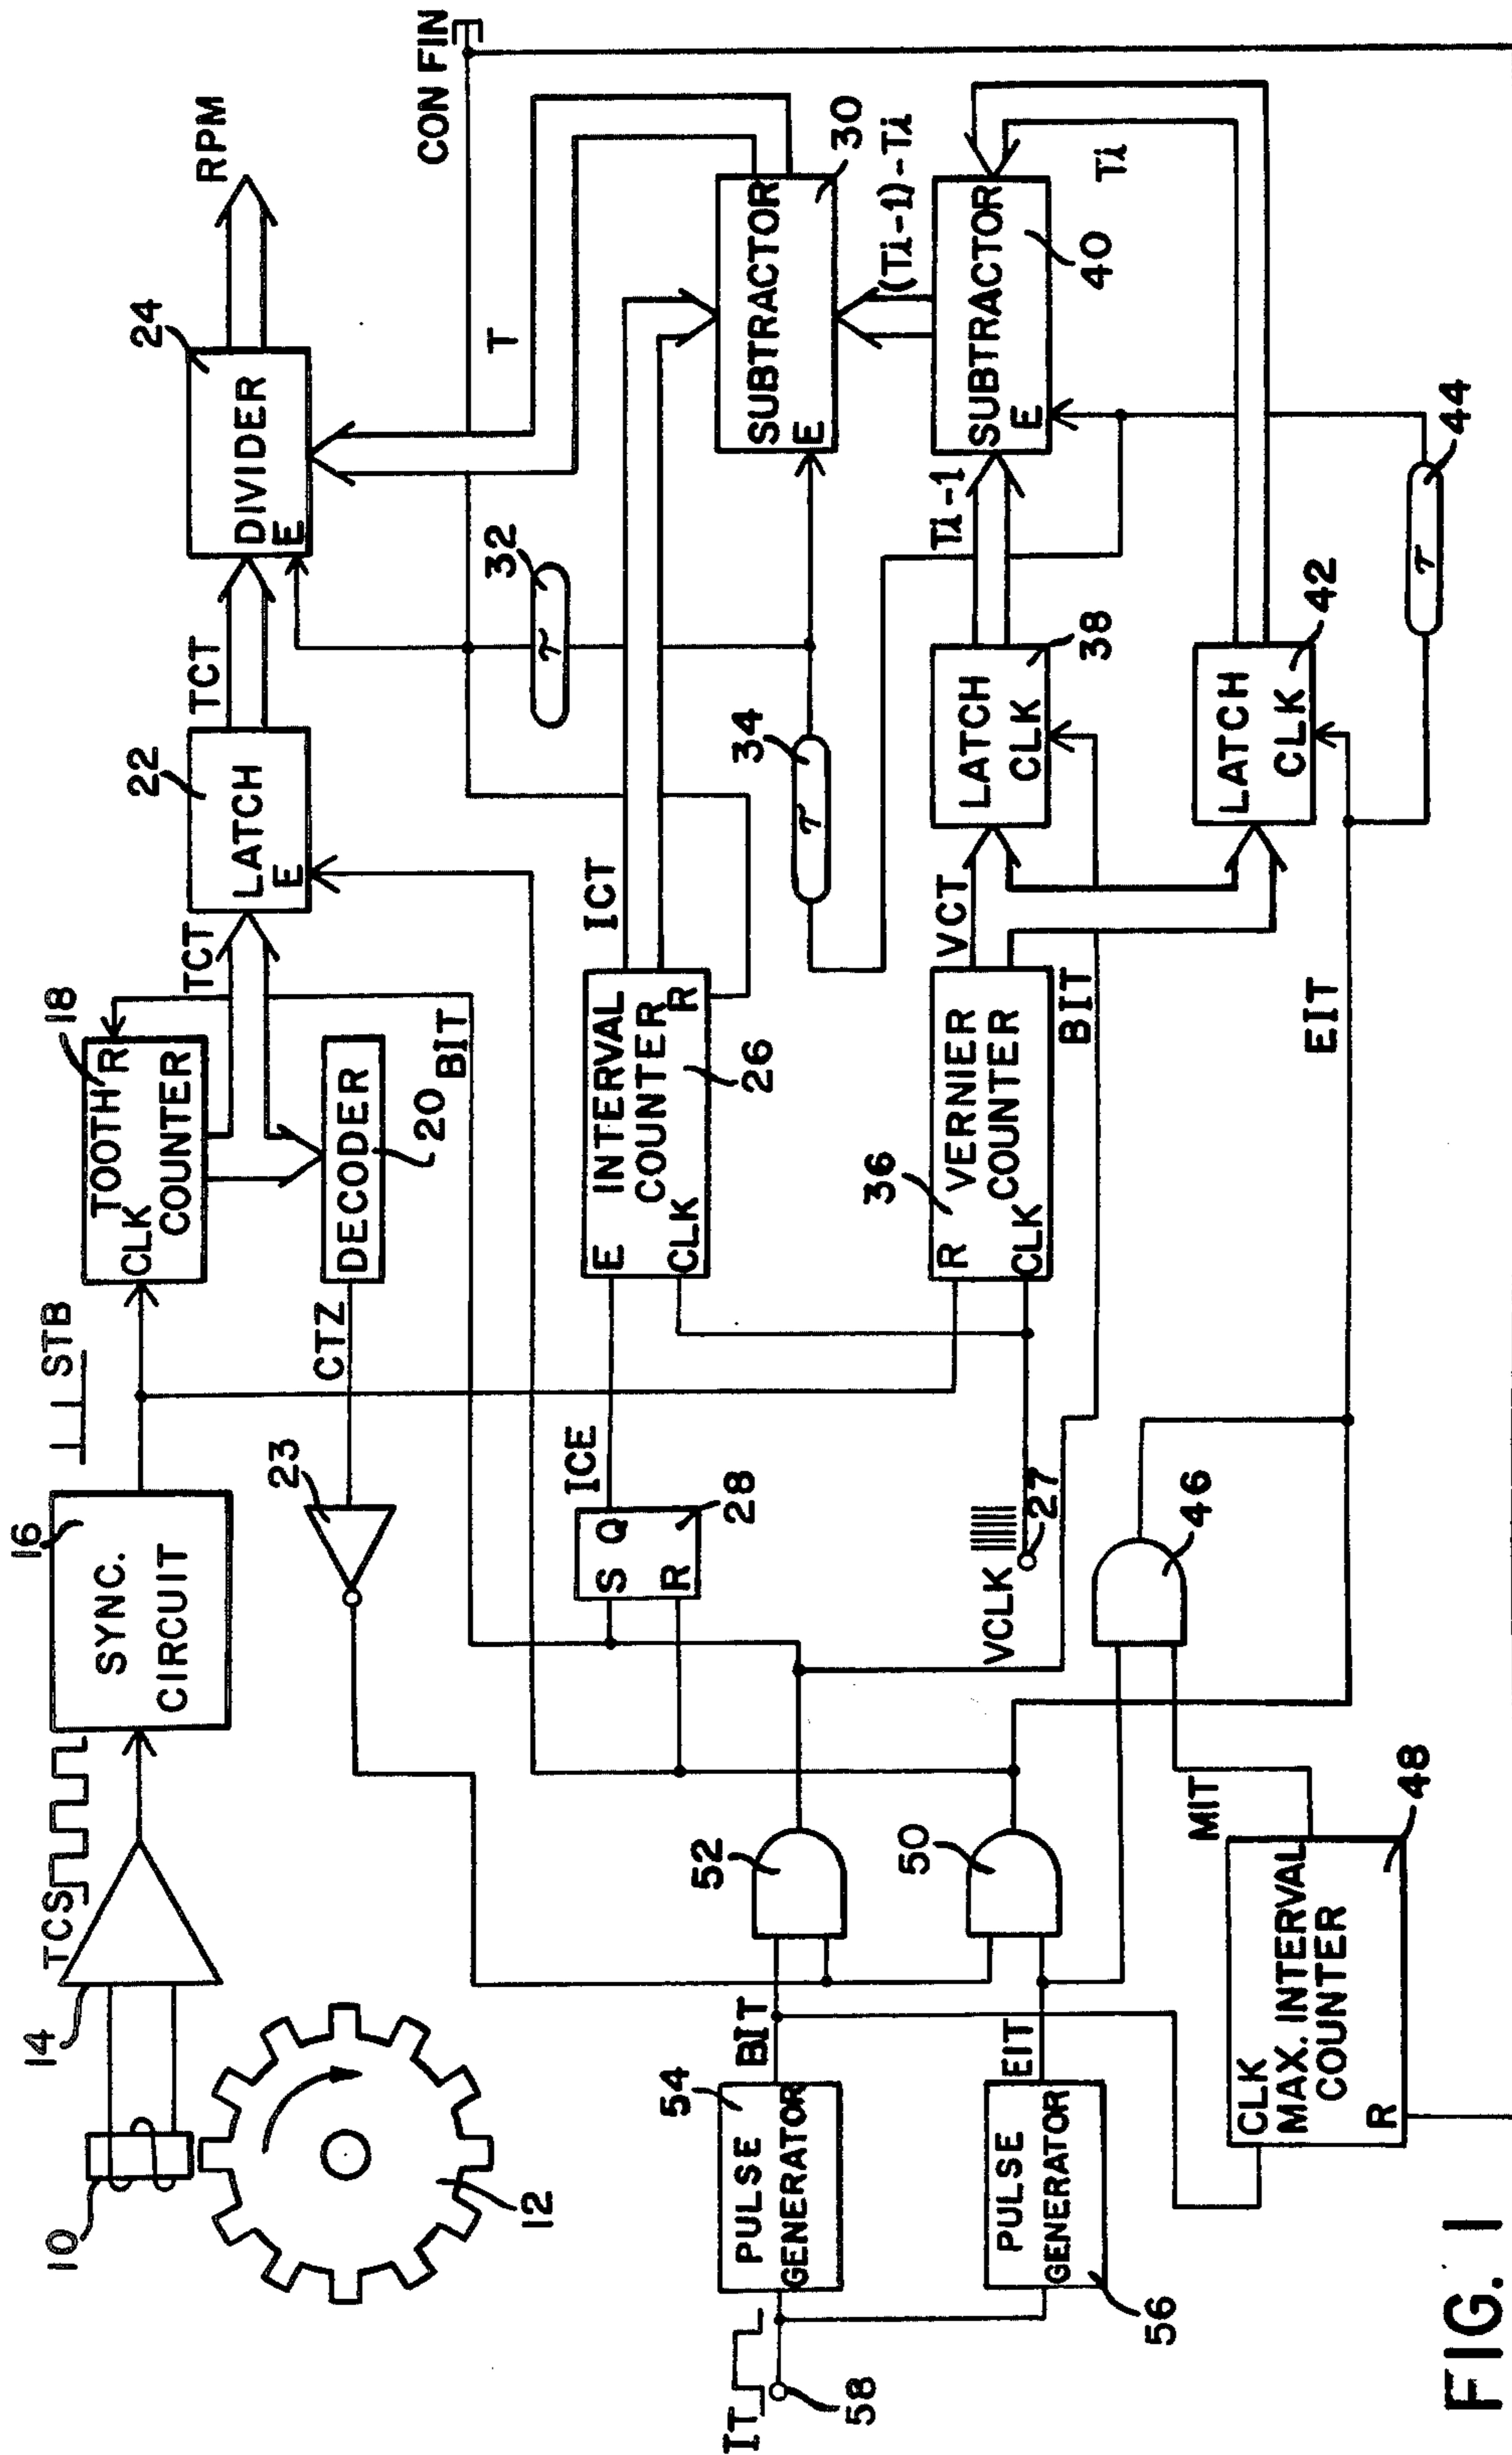 10
12
14
TCS
16
SYNC.
CIRCUIT
STB
18
TOOTH R
CLK
COUNTER
TCT
22
LATCH
E
TCT
24
DIVIDER
E
RPM
CON FIN
23
CTZ
DECODER
20
BIT
T
32
τ
ICE
S Q
R
28
E INTERVAL
COUNTER
CLK R
26
ICT
34
τ
SUBTRACTOR
E
30
(Ti-1)-Ti
VCLK
27
36
R VERNIER
COUNTER
CLK
VCT
BIT
LATCH
CLK
38
Ti-1
SUBTRACTOR
E
40
Ti
LATCH
CLK
42
EIT
τ
44
IT
58
54
PULSE
GENERATOR
BIT
52
PULSE
GENERATOR
56
EIT
50
46
MIT
CLK
MAX. INTERVAL
COUNTER
R
48
FIG. 1